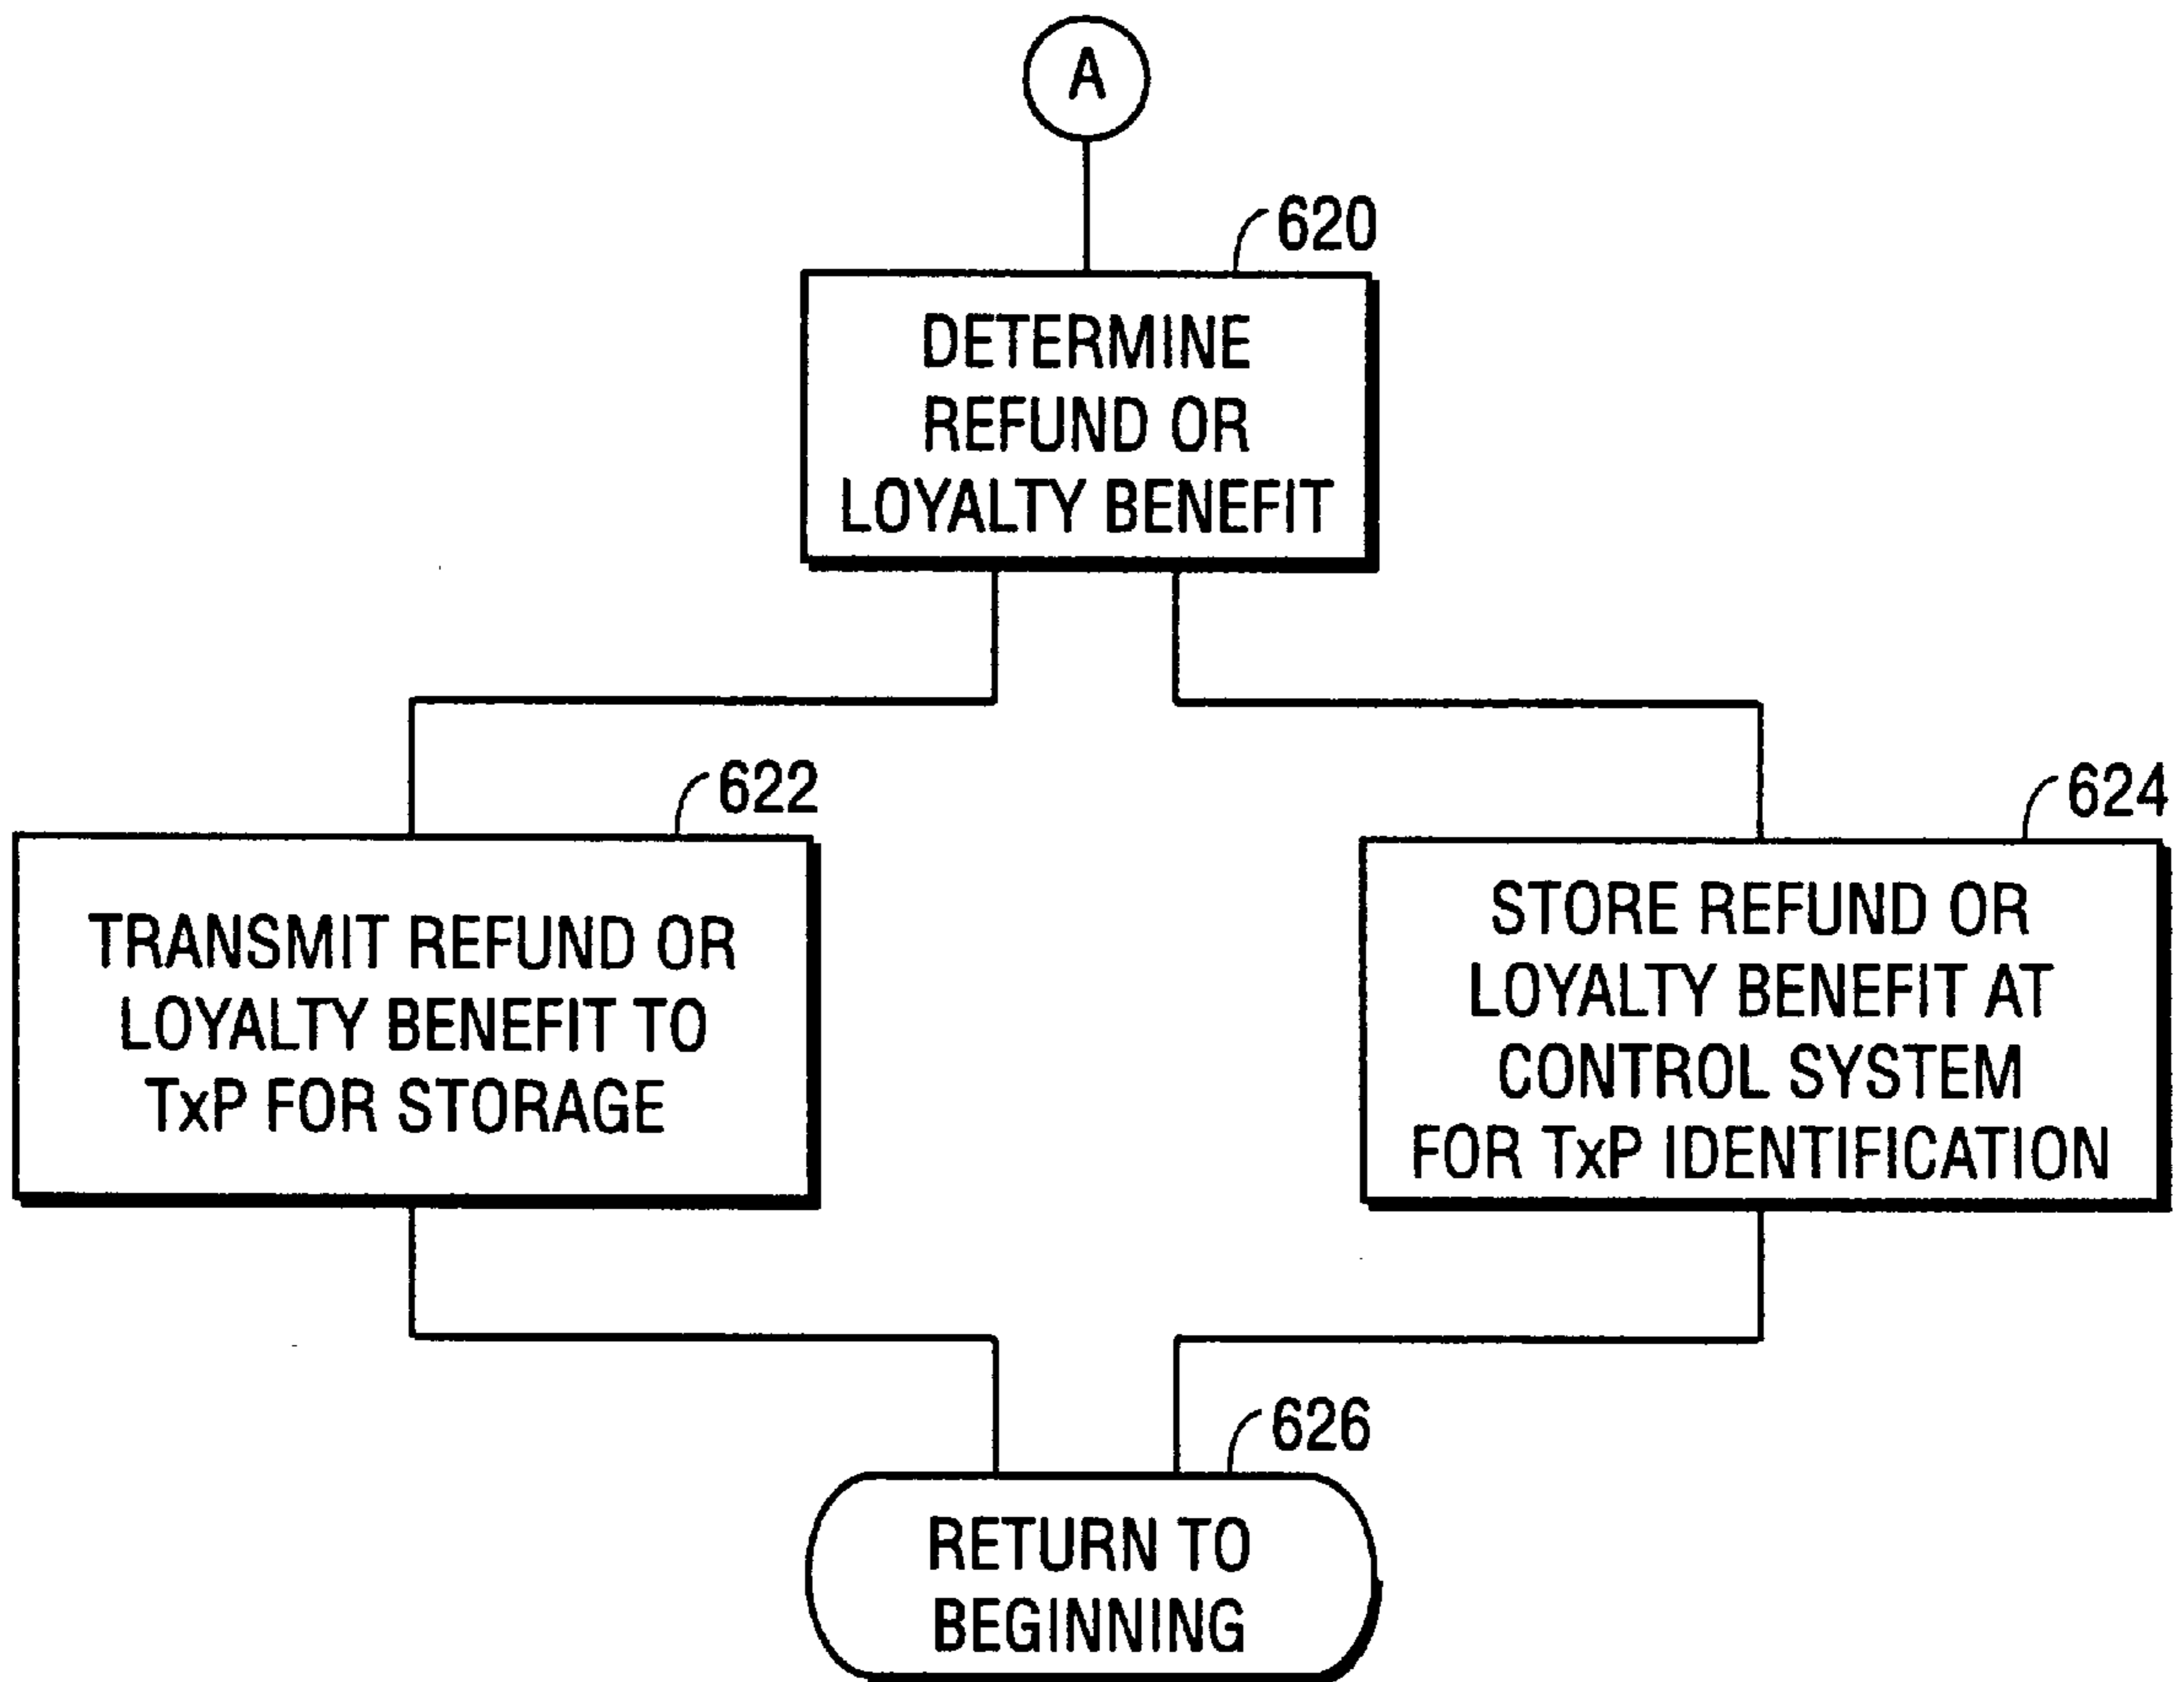 A
620
DETERMINE
REFUND OR
LOYALTY BENEFIT
622
TRANSMIT REFUND OR
LOYALTY BENEFIT TO
TxP FOR STORAGE
624
STORE REFUND OR
LOYALTY BENEFIT AT
CONTROL SYSTEM
FOR TxP IDENTIFICATION
626
RETURN TO
BEGINNING